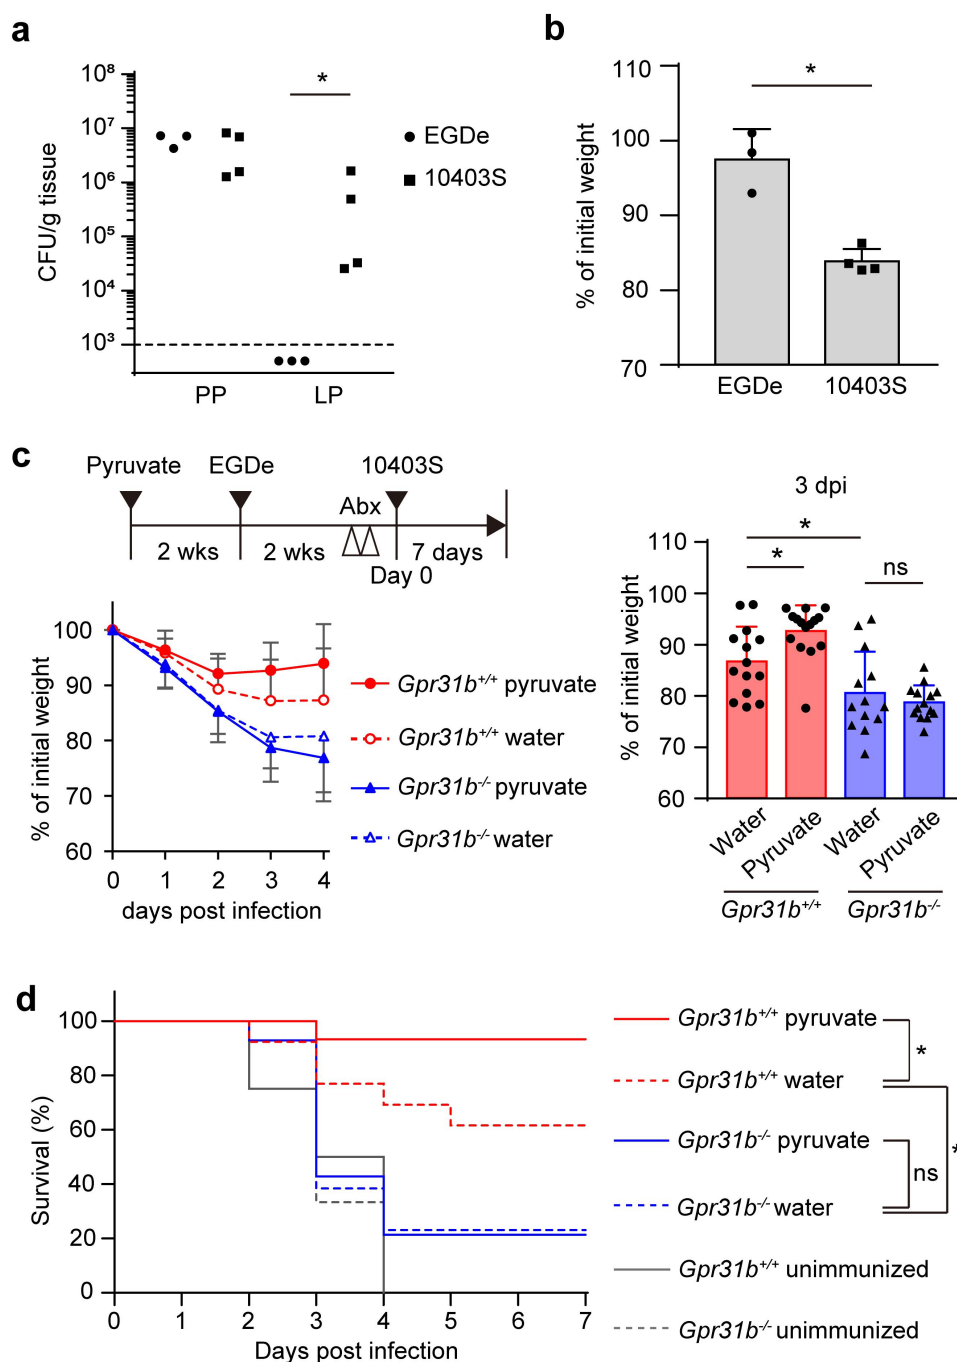 a
CFU/g tissue
10⁸
10⁷
10⁶
10⁵
10⁴
10³
*
EGDe
10403S
PP
LP
b
% of initial weight
110
100
90
80
70
*
EGDe
10403S
c
Pyruvate
EGDe
10403S
Abx
2 wks
2 wks
7 days
Day 0
% of initial weight
100
90
80
70
60
0 1 2 3 4
days post infection
Gpr31b+/+ pyruvate
Gpr31b+/+ water
Gpr31b-/- pyruvate
Gpr31b-/- water
3 dpi
% of initial weight
110
100
90
80
70
60
*
*
ns
Water
Pyruvate
Water
Pyruvate
Gpr31b+/+
Gpr31b-/-
d
Survival (%)
100
80
60
40
20
0
0 1 2 3 4 5 6 7
Days post infection
Gpr31b+/+ pyruvate
Gpr31b+/+ water
Gpr31b-/- pyruvate
Gpr31b-/- water
Gpr31b+/+ unimmunized
Gpr31b-/- unimmunized
*
*
ns